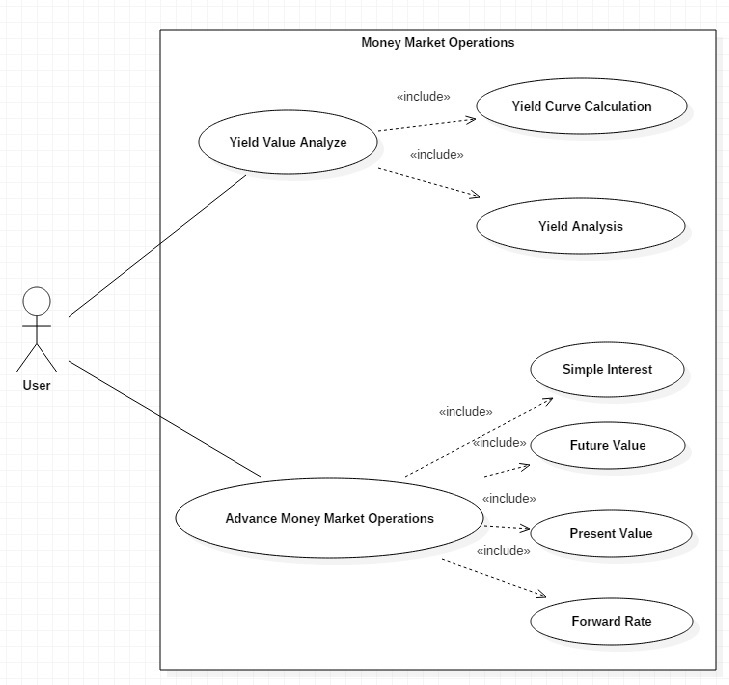 Money Market Operations
«include»
Yield Curve Calculation
Yield Value Analyze
«include»
Yield Analysis
User
Simple Interest
«include»
«include»
Future Value
«include»
Advance Money Market Operations
Present Value
«include»
Forward Rate